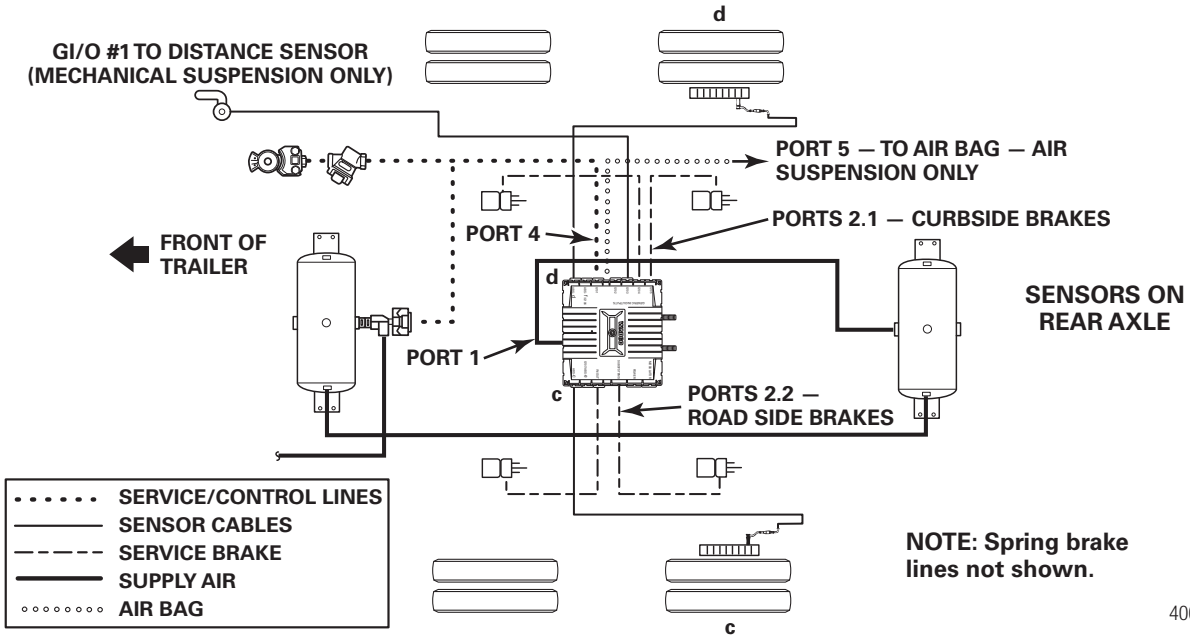 d
GI/O #1 TO DISTANCE SENSOR
(MECHANICAL SUSPENSION ONLY)
PORT 5 — TO AIR BAG — AIR
SUSPENSION ONLY
PORT 4
PORTS 2.1 — CURBSIDE BRAKES
FRONT OF
TRAILER
d
SENSORS ON
REAR AXLE
PORT 1
c
PORTS 2.2 —
ROAD SIDE BRAKES
SERVICE/CONTROL LINES
SENSOR CABLES
SERVICE BRAKE
SUPPLY AIR
AIR BAG
NOTE: Spring brake
lines not shown.
c